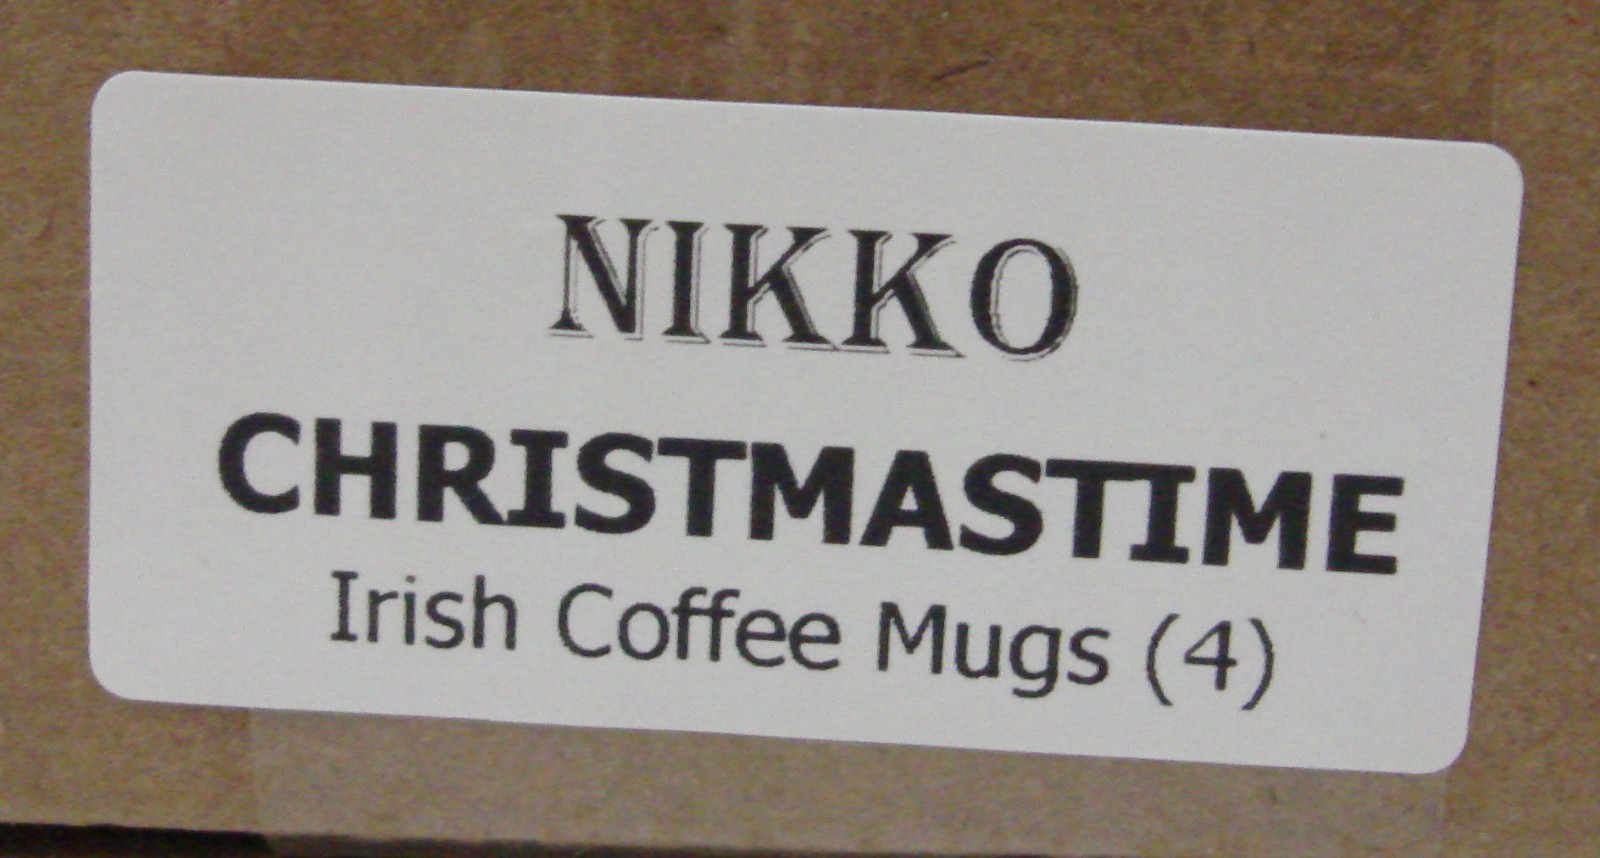 NIKKO
CHRISTMASTIME
Irish Coffee Mugs (4)